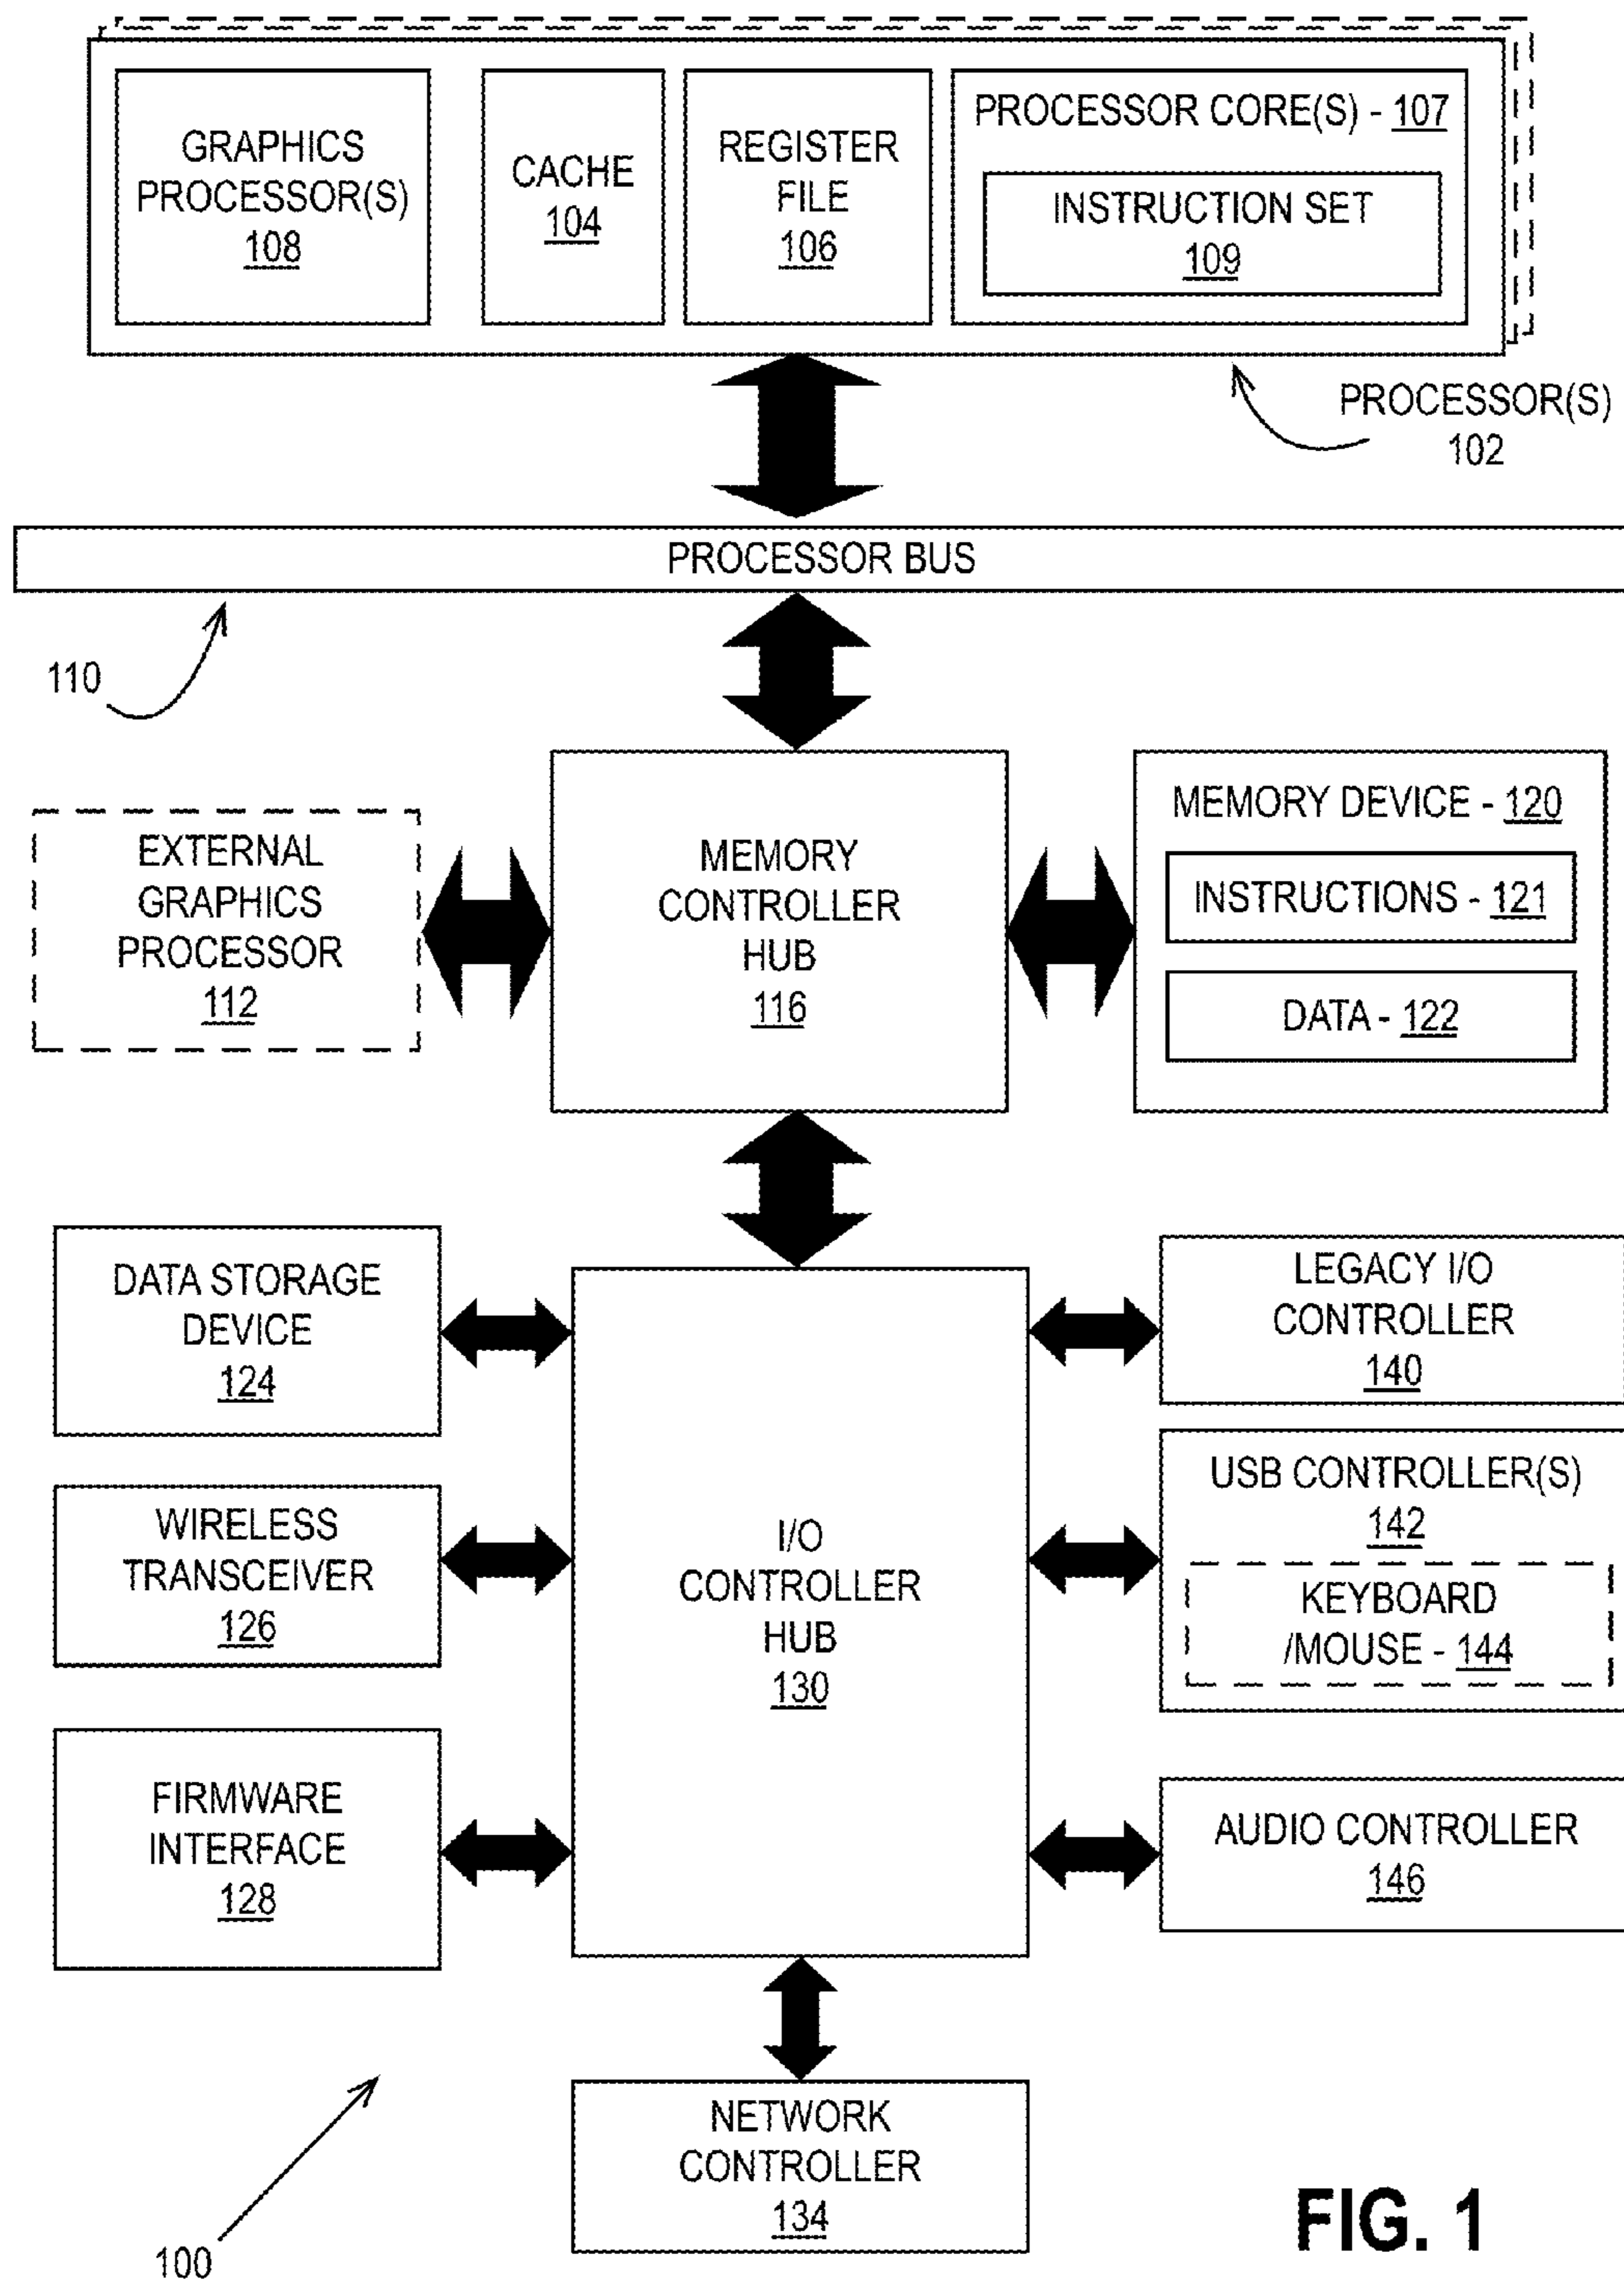 GRAPHICS
PROCESSOR(S)
108
CACHE
104
REGISTER
FILE
106
PROCESSOR CORE(S) - 107
INSTRUCTION SET
109
PROCESSOR(S)
102
PROCESSOR BUS
110
EXTERNAL
GRAPHICS
PROCESSOR
112
MEMORY
CONTROLLER
HUB
116
MEMORY DEVICE - 120
INSTRUCTIONS - 121
DATA - 122
DATA STORAGE
DEVICE
124
WIRELESS
TRANSCEIVER
126
FIRMWARE
INTERFACE
128
I/O
CONTROLLER
HUB
130
LEGACY I/O
CONTROLLER
140
USB CONTROLLER(S)
142
KEYBOARD
/MOUSE - 144
AUDIO CONTROLLER
146
NETWORK
CONTROLLER
134
100
FIG. 1